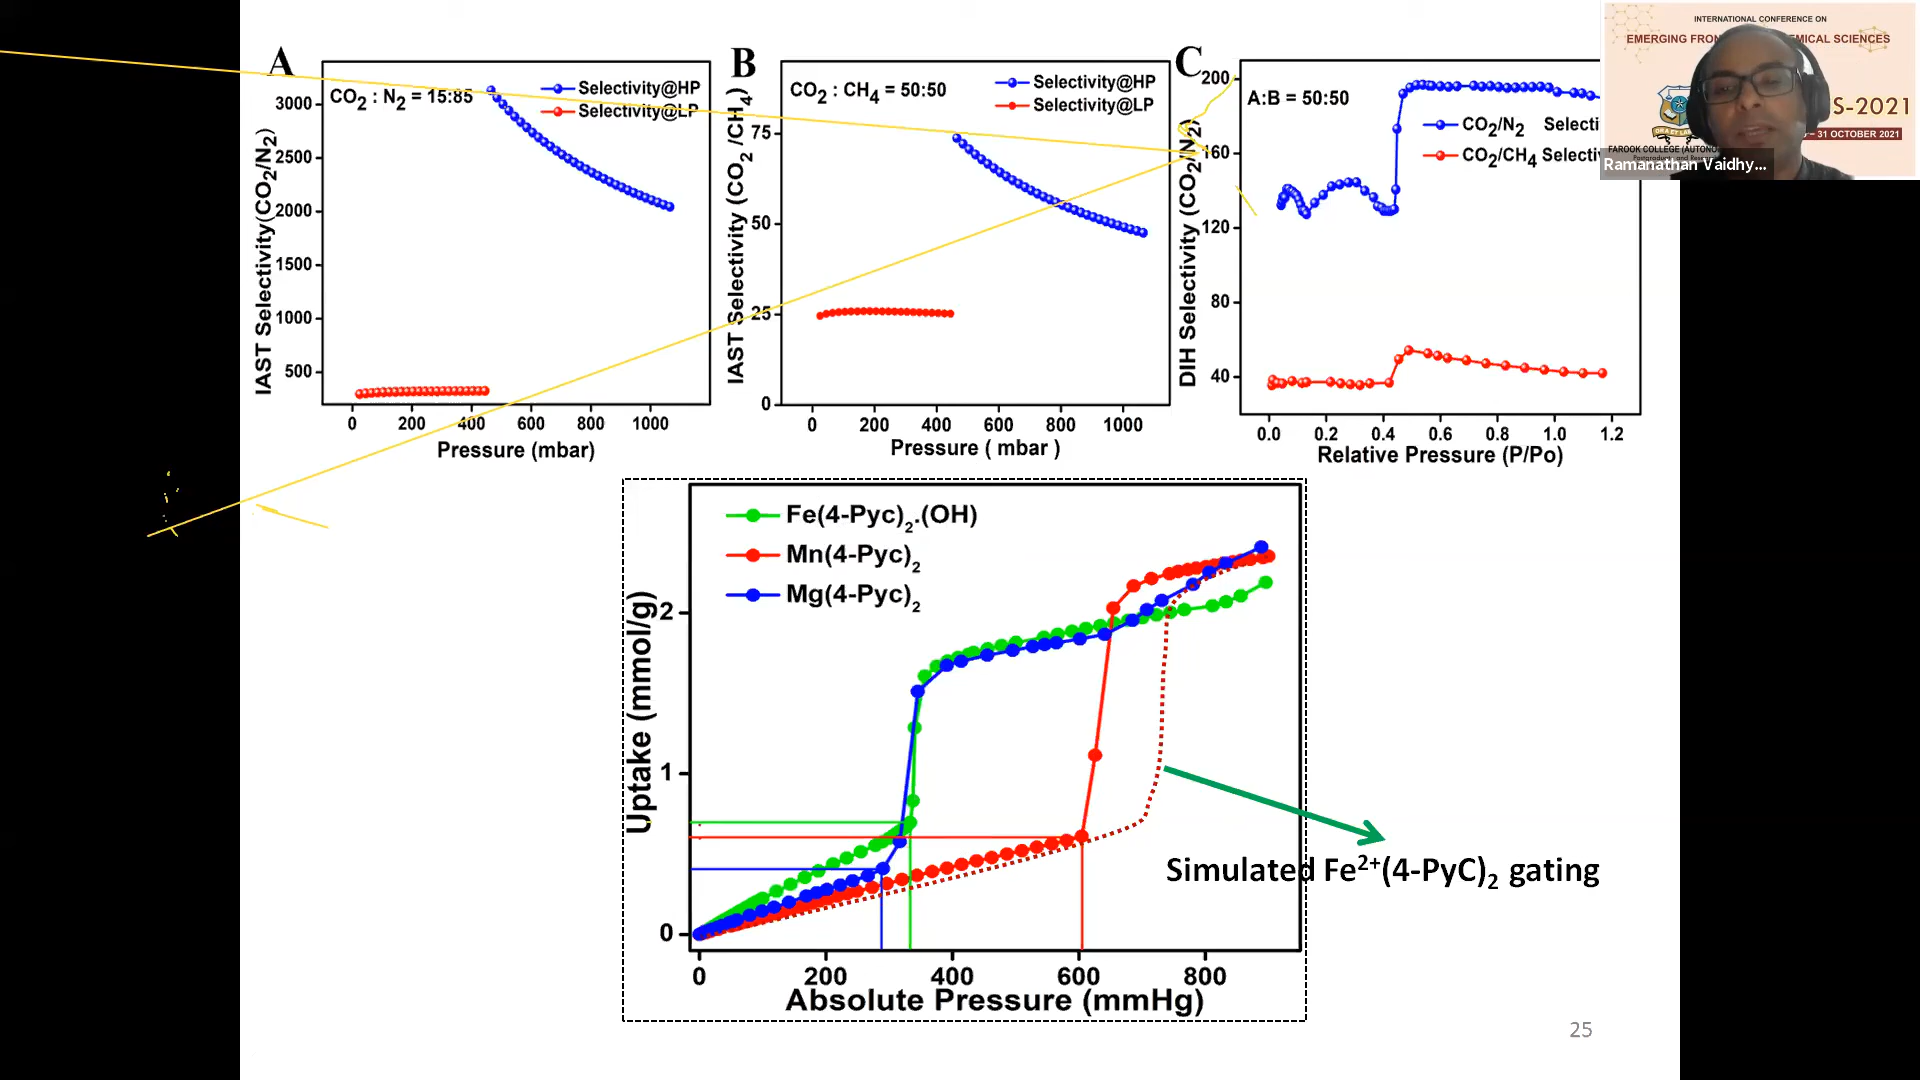 A
CO2 : N2 = 15:85
Selectivity@HP
Selectivity@LP
IAST Selectivity(CO2/N2)
3000
2500
2000
1500
1000
500
0
200
400
600
800
1000
Pressure (mbar)
B
CO2 : CH4 = 50:50
Selectivity@HP
Selectivity@LP
IAST Selectivity (CO2 /CH4)
75
50
25
0
0
200
400
600
800
1000
Pressure ( mbar )
C
A:B = 50:50
CO2/N2 Selecti
CO2/CH4 Selectiv
DIH Selectivity (CO2/N2)
200
160
120
80
40
0.0
0.2
0.4
0.6
0.8
1.0
1.2
Relative Pressure (P/Po)
INTERNATIONAL CONFERENCE ON
EMERGING FRON EMICAL SCIENCES
S-2021
31 OCTOBER 2021
FAROOK COLLEGE (AUTONO
Ramanathan Vaidhy...
Fe(4-Pyc)2.(OH)
Mn(4-Pyc)2
Mg(4-Pyc)2
Uptake (mmol/g)
2
1
0
0
200
400
600
800
Absolute Pressure (mmHg)
Simulated Fe2+(4-PyC)2 gating
25